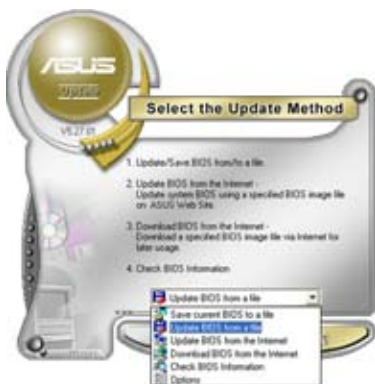 ASUS
Update
V5.27.01
Select the Update Method
1. Update/Save BIOS from/to a file.
2. Update BIOS from the Internet -
Update system BIOS using a specified BIOS image file
on ASUS Web Site.
3. Download BIOS from the Internet -
Download a specified BIOS image file via Internet for
later usage.
4. Check BIOS Information
Update BIOS from a file
Save current BIOS to a file
Update BIOS from a file
Update BIOS from the Internet
Download BIOS from the Internet
Check BIOS Information
Options